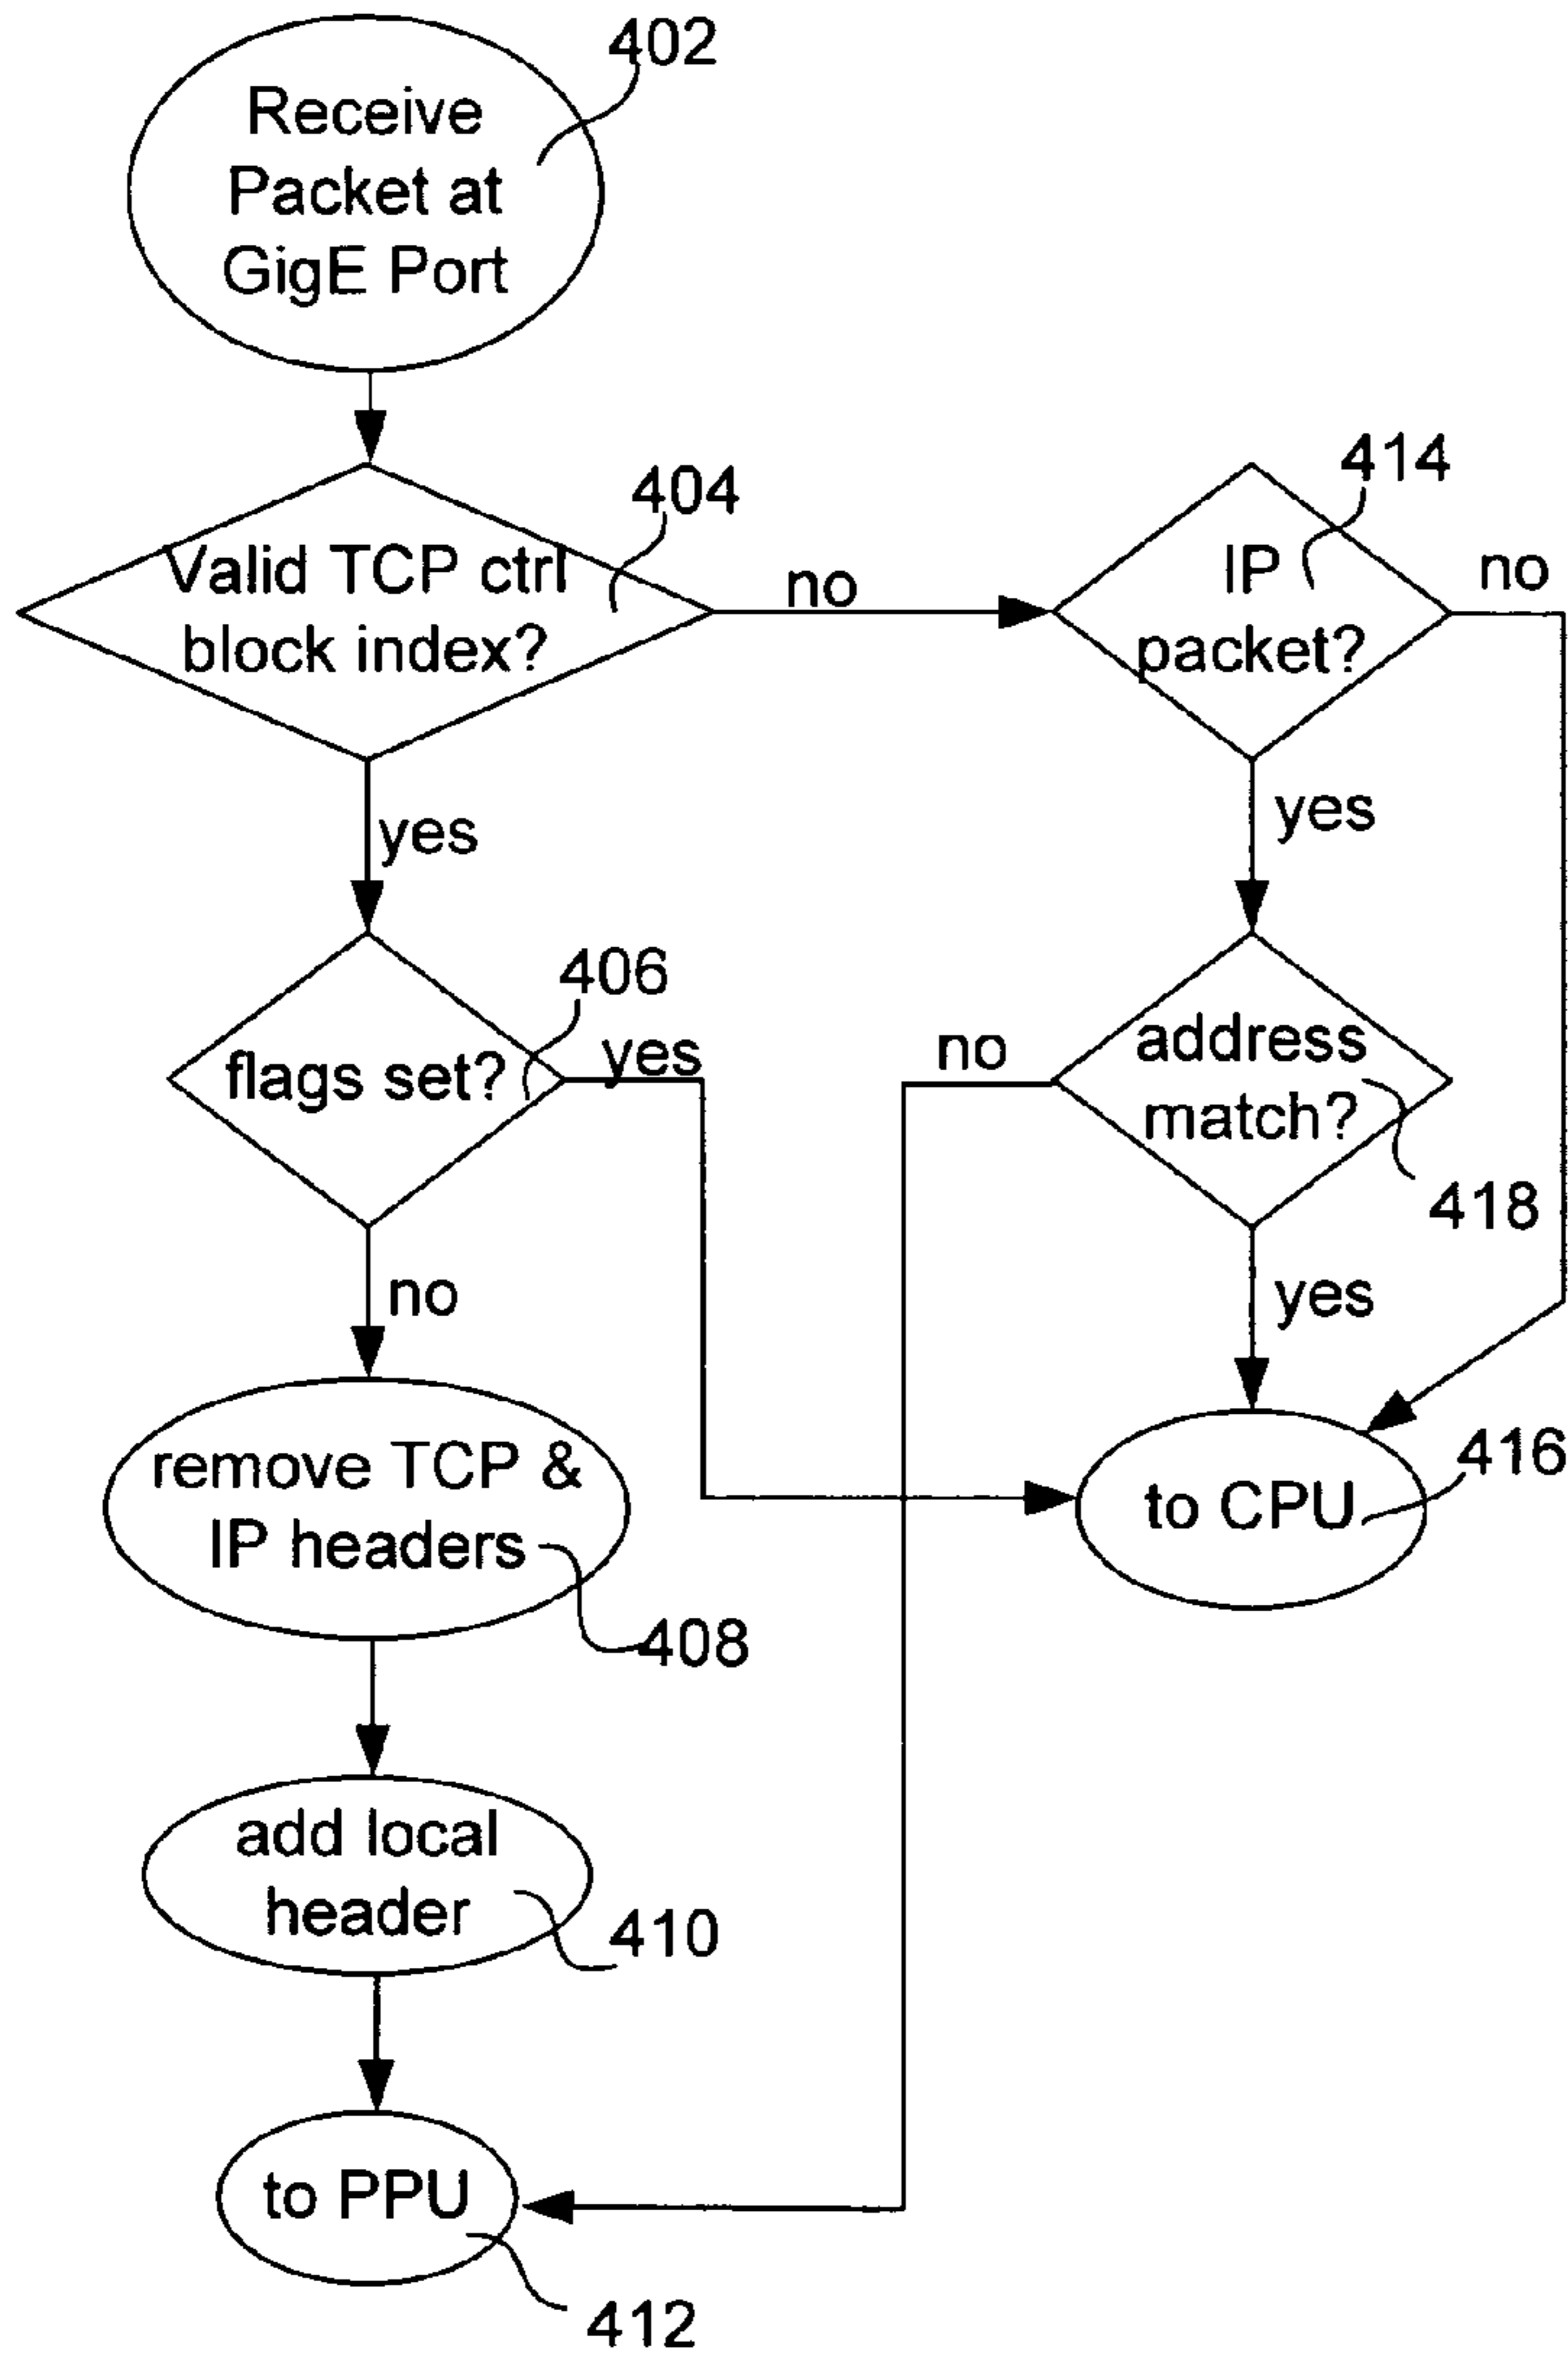 402
Receive
Packet at
GigE Port
404
Valid TCP ctrl
block index?
no
414
IP
packet?
no
yes
yes
406
flags set?
yes
no
address
match?
418
no
yes
remove TCP &
IP headers
408
to CPU
416
add local
header
410
to PPU
412